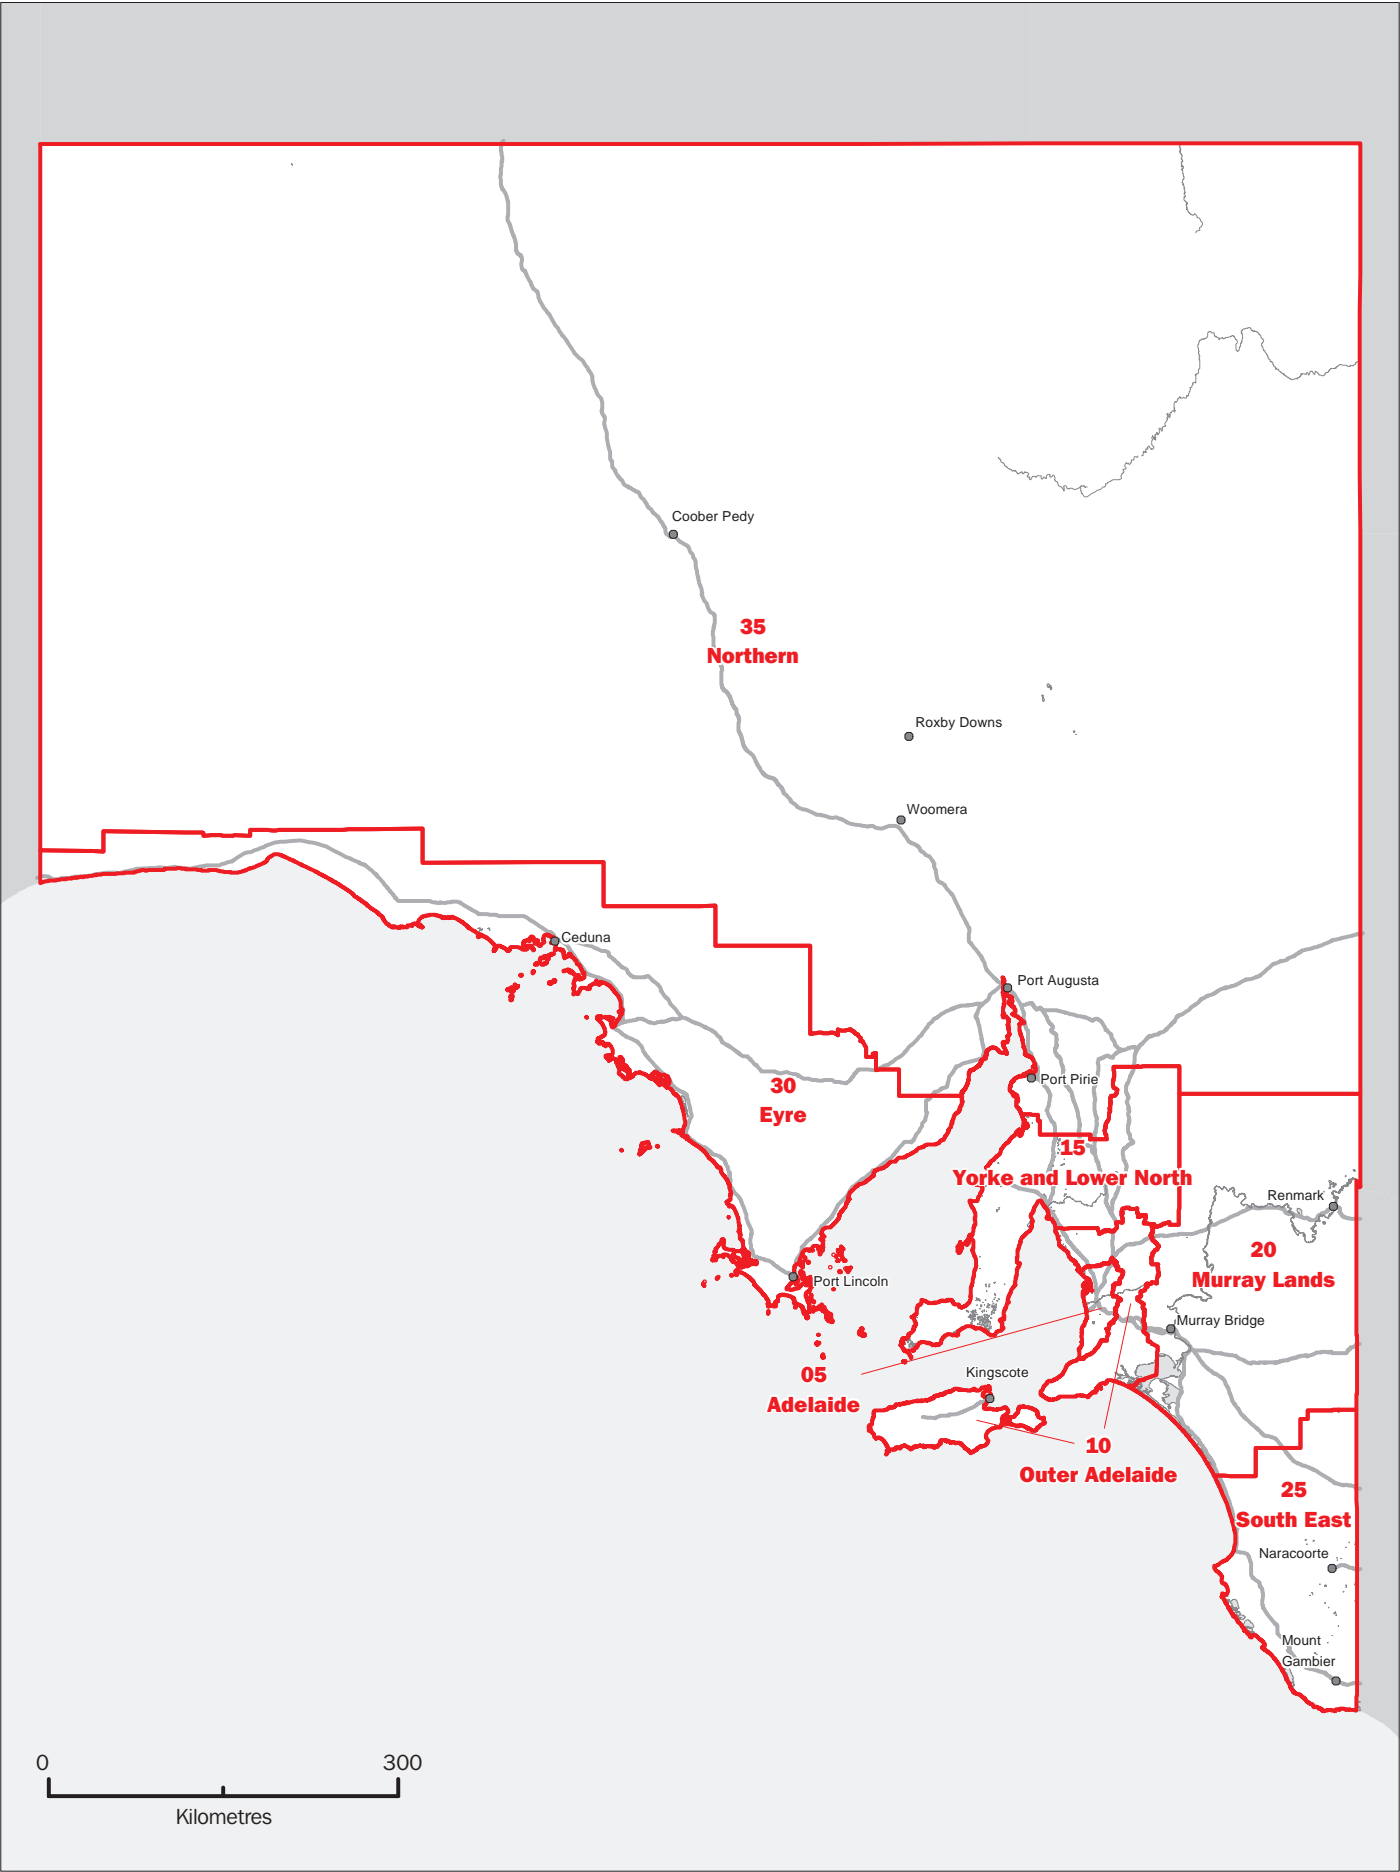 Coober Pedy
35
Northern
Roxby Downs
Woomera
Ceduna
Port Augusta
Port Pirie
30
Eyre
15
Yorke and Lower North
Renmark
20
Murray Lands
Port Lincoln
Murray Bridge
05
Adelaide
Kingscote
10
Outer Adelaide
25
South East
Naracoorte
Mount
Gambier
0 300
Kilometres